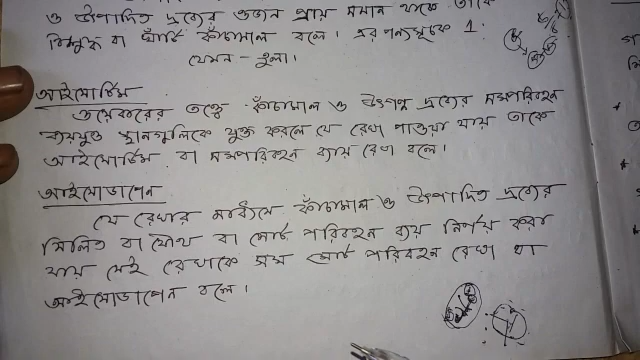 ও উৎপাদিত দ্রব্যের ওজন প্রায় সমান থাকে তাকে
বিশুদ্ধ বা খাঁটি কাঁচামাল বলে। এর পন্যসূচক 1.
যেমন - তুলা।
আইসোটিম
ওয়েবারের তত্ত্বে কাঁচামাল ও উৎপন্ন দ্রব্যের সমপরিবহন
ব্যয়যুক্ত স্থানগুলিকে যুক্ত করলে যে রেখা পাওয়া যায় তাকে
আইসোটিম বা সমপরিবহন ব্যয় রেখা বলে।
আইসোডাপেন
যে রেখার মাধ্যমে কাঁচামাল ও উৎপাদিত দ্রব্যের
মিলিত বা যৌথ বা মোট পরিবহন ব্যয় নির্ণয় করা
যায় সেই রেখাকে সম মোট পরিবহন রেখা বা
আইসোডাপেন বলে।